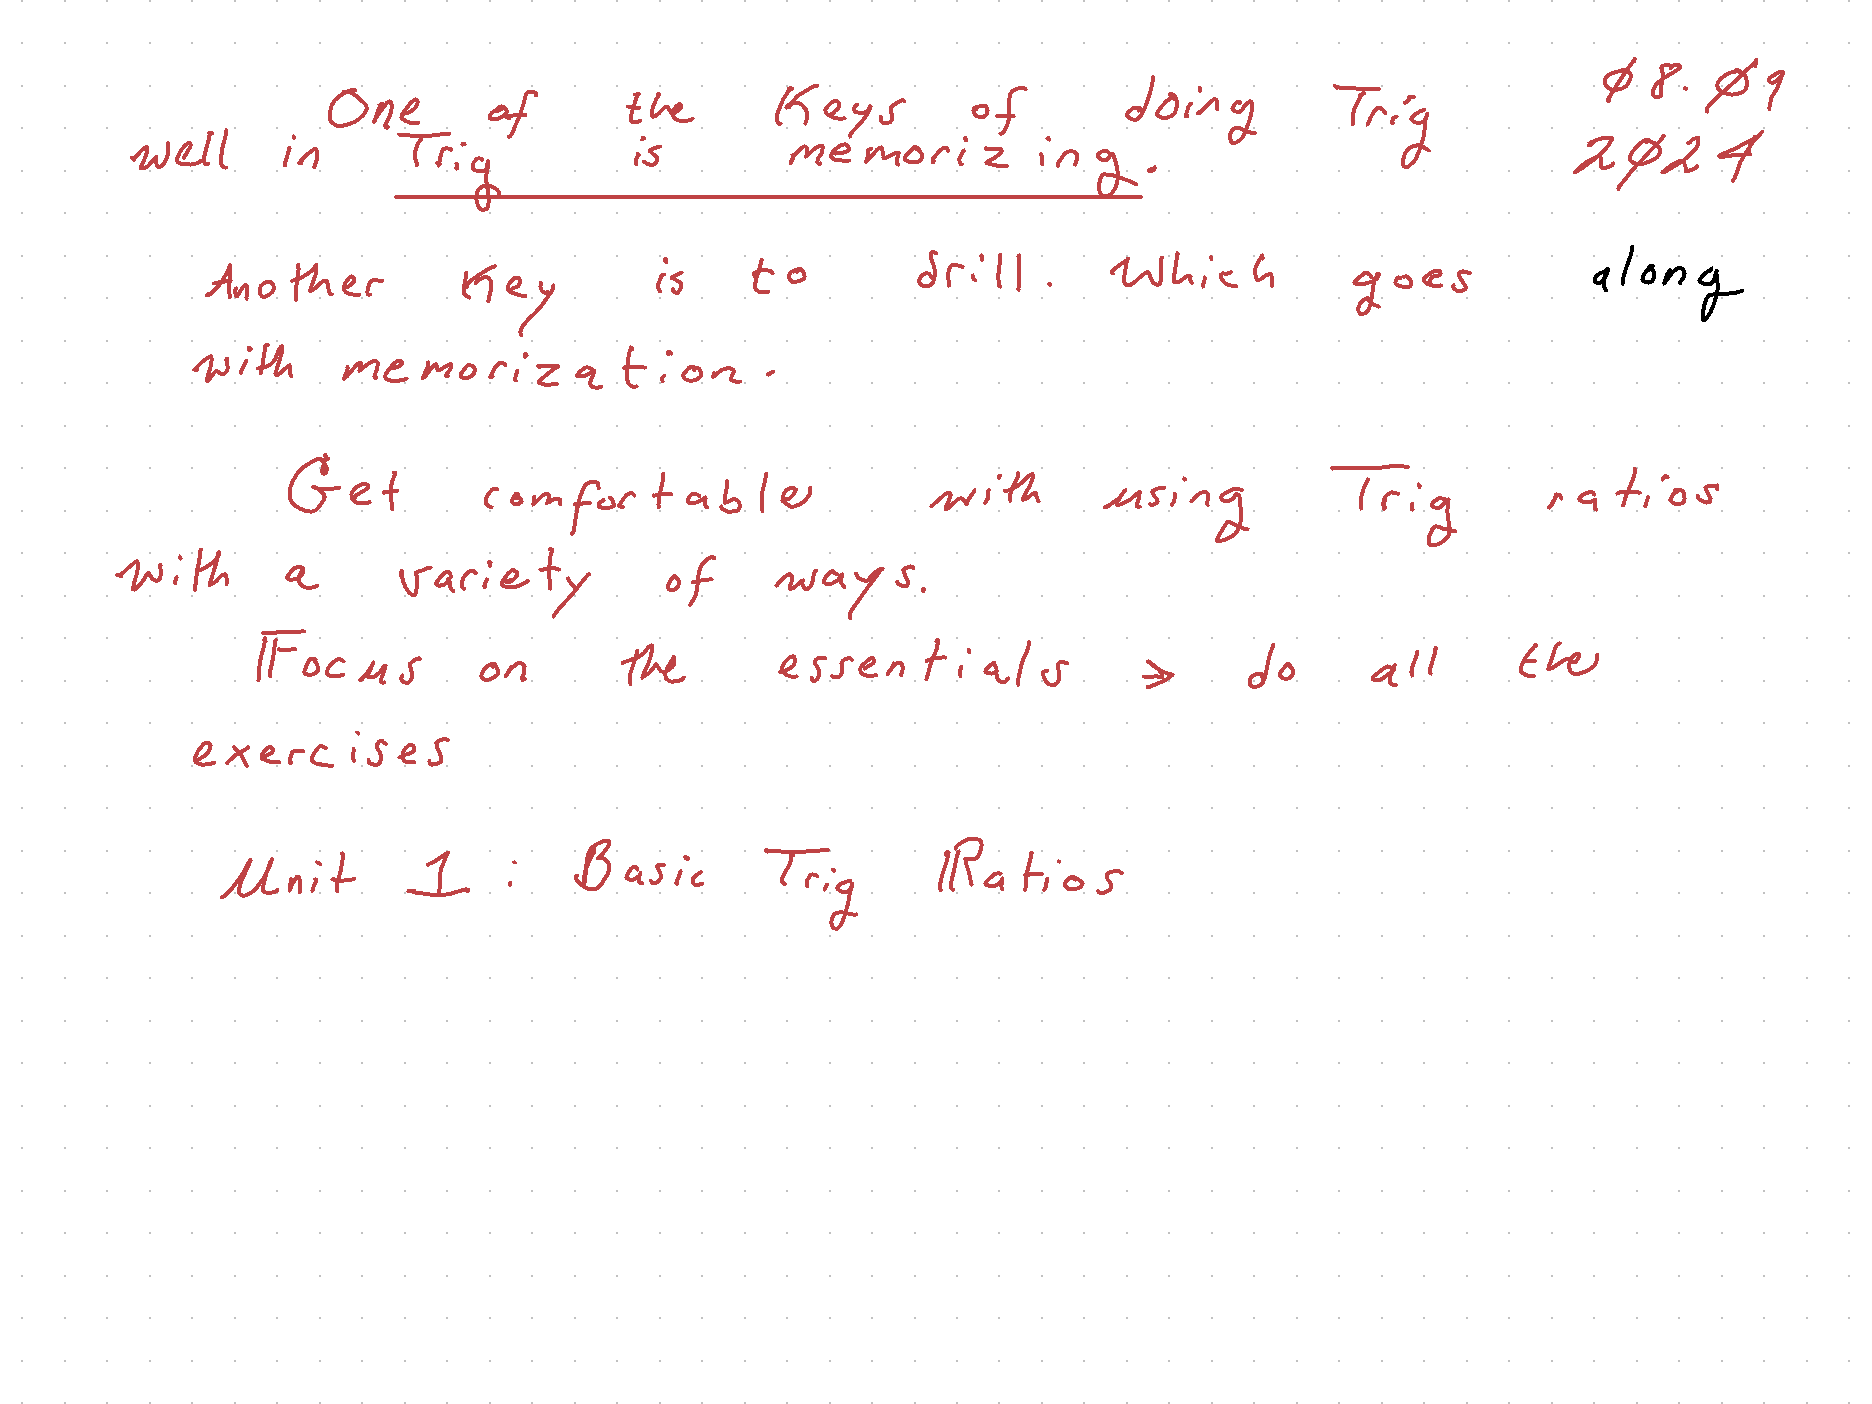 One of the Keys of doing Trig
08.09
well in Trig is memorizing.
2024
Another Key is to drill. Which goes along
with memorization.
Get comfortable with using Trig ratios
with a variety of ways.
Focus on the essentials → do all the
exercises
Unit 1 : Basic Trig Ratios